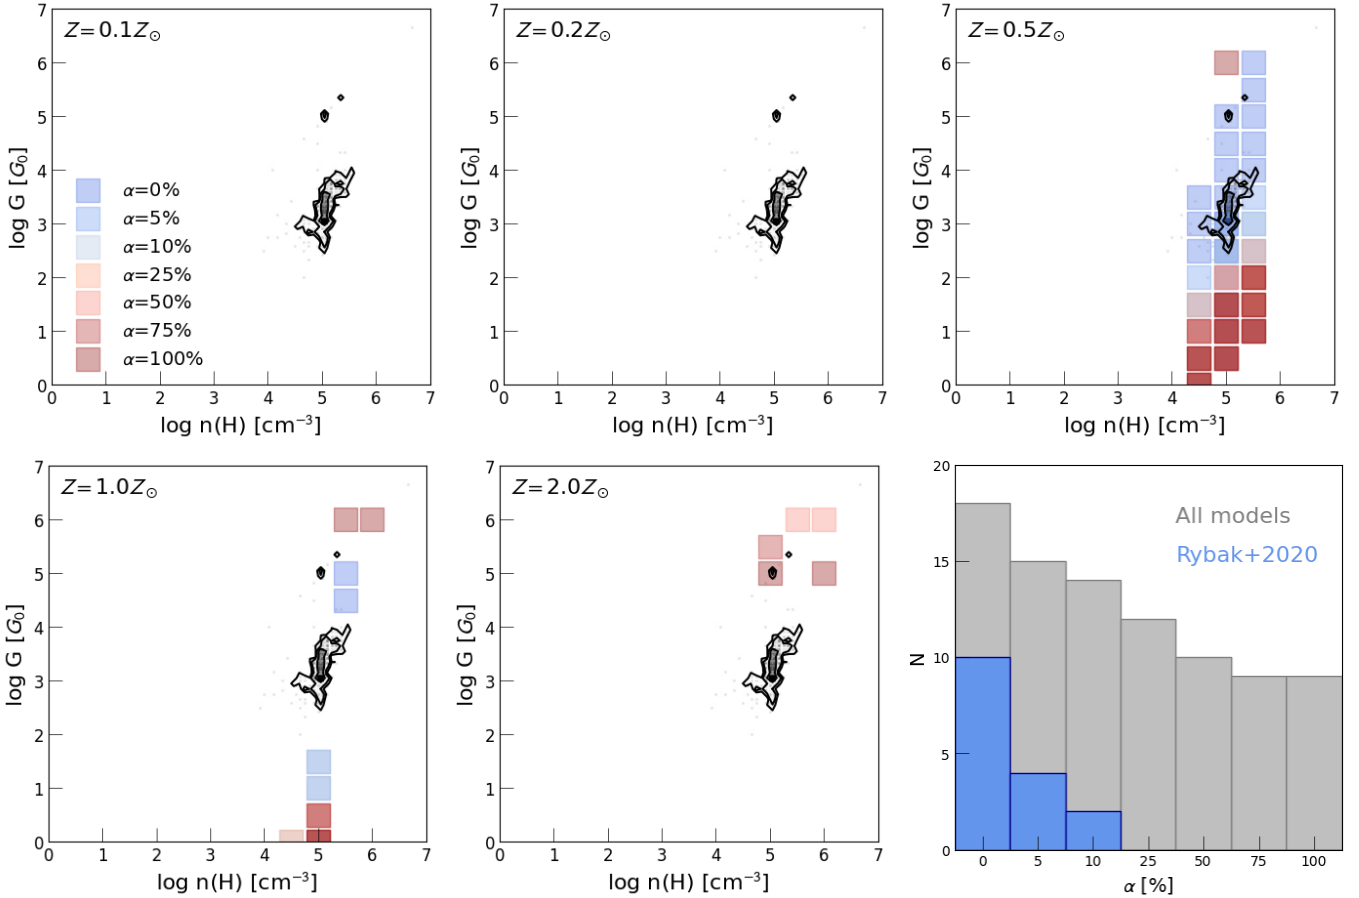 Z=0.1Z☉
7
6
5
4
3
2
1
0
log G [G₀]
α=0%
α=5%
α=10%
α=25%
α=50%
α=75%
α=100%
0 1 2 3 4 5 6 7
log n(H) [cm⁻³]
Z=0.2Z☉
7
6
5
4
3
2
1
0
log G [G₀]
0 1 2 3 4 5 6 7
log n(H) [cm⁻³]
Z=0.5Z☉
7
6
5
4
3
2
1
0
log G [G₀]
0 1 2 3 4 5 6 7
log n(H) [cm⁻³]
Z=1.0Z☉
7
6
5
4
3
2
1
0
log G [G₀]
0 1 2 3 4 5 6 7
log n(H) [cm⁻³]
Z=2.0Z☉
7
6
5
4
3
2
1
0
log G [G₀]
0 1 2 3 4 5 6 7
log n(H) [cm⁻³]
20
15
10
5
0
N
All models
Rybak+2020
0 5 10 25 50 75 100
α [%]